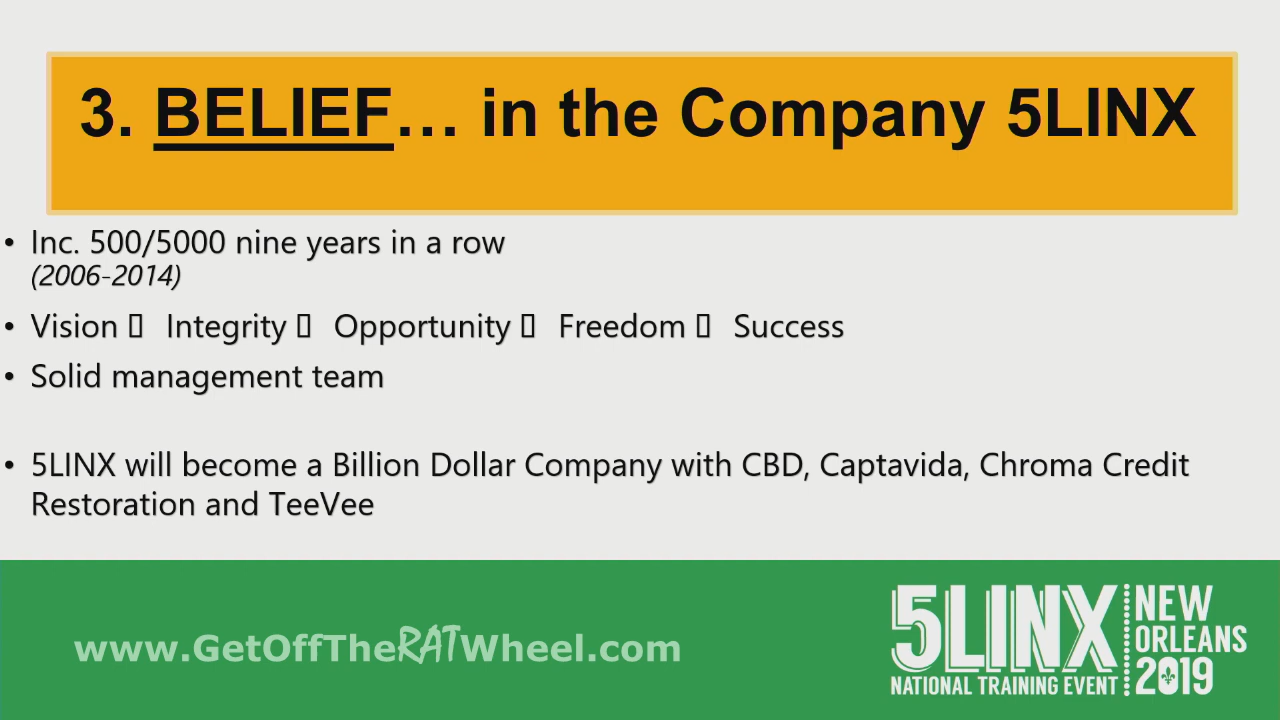 3. BELIEF… in the Company 5LINX
• Inc. 500/5000 nine years in a row
(2006-2014)
• Vision ▯ Integrity ▯ Opportunity ▯ Freedom ▯ Success
• Solid management team
• 5LINX will become a Billion Dollar Company with CBD, Captavida, Chroma Credit
Restoration and TeeVee
www.GetOffTheRATWheel.com
5LINX
NATIONAL TRAINING EVENT
NEW
ORLEANS
2019